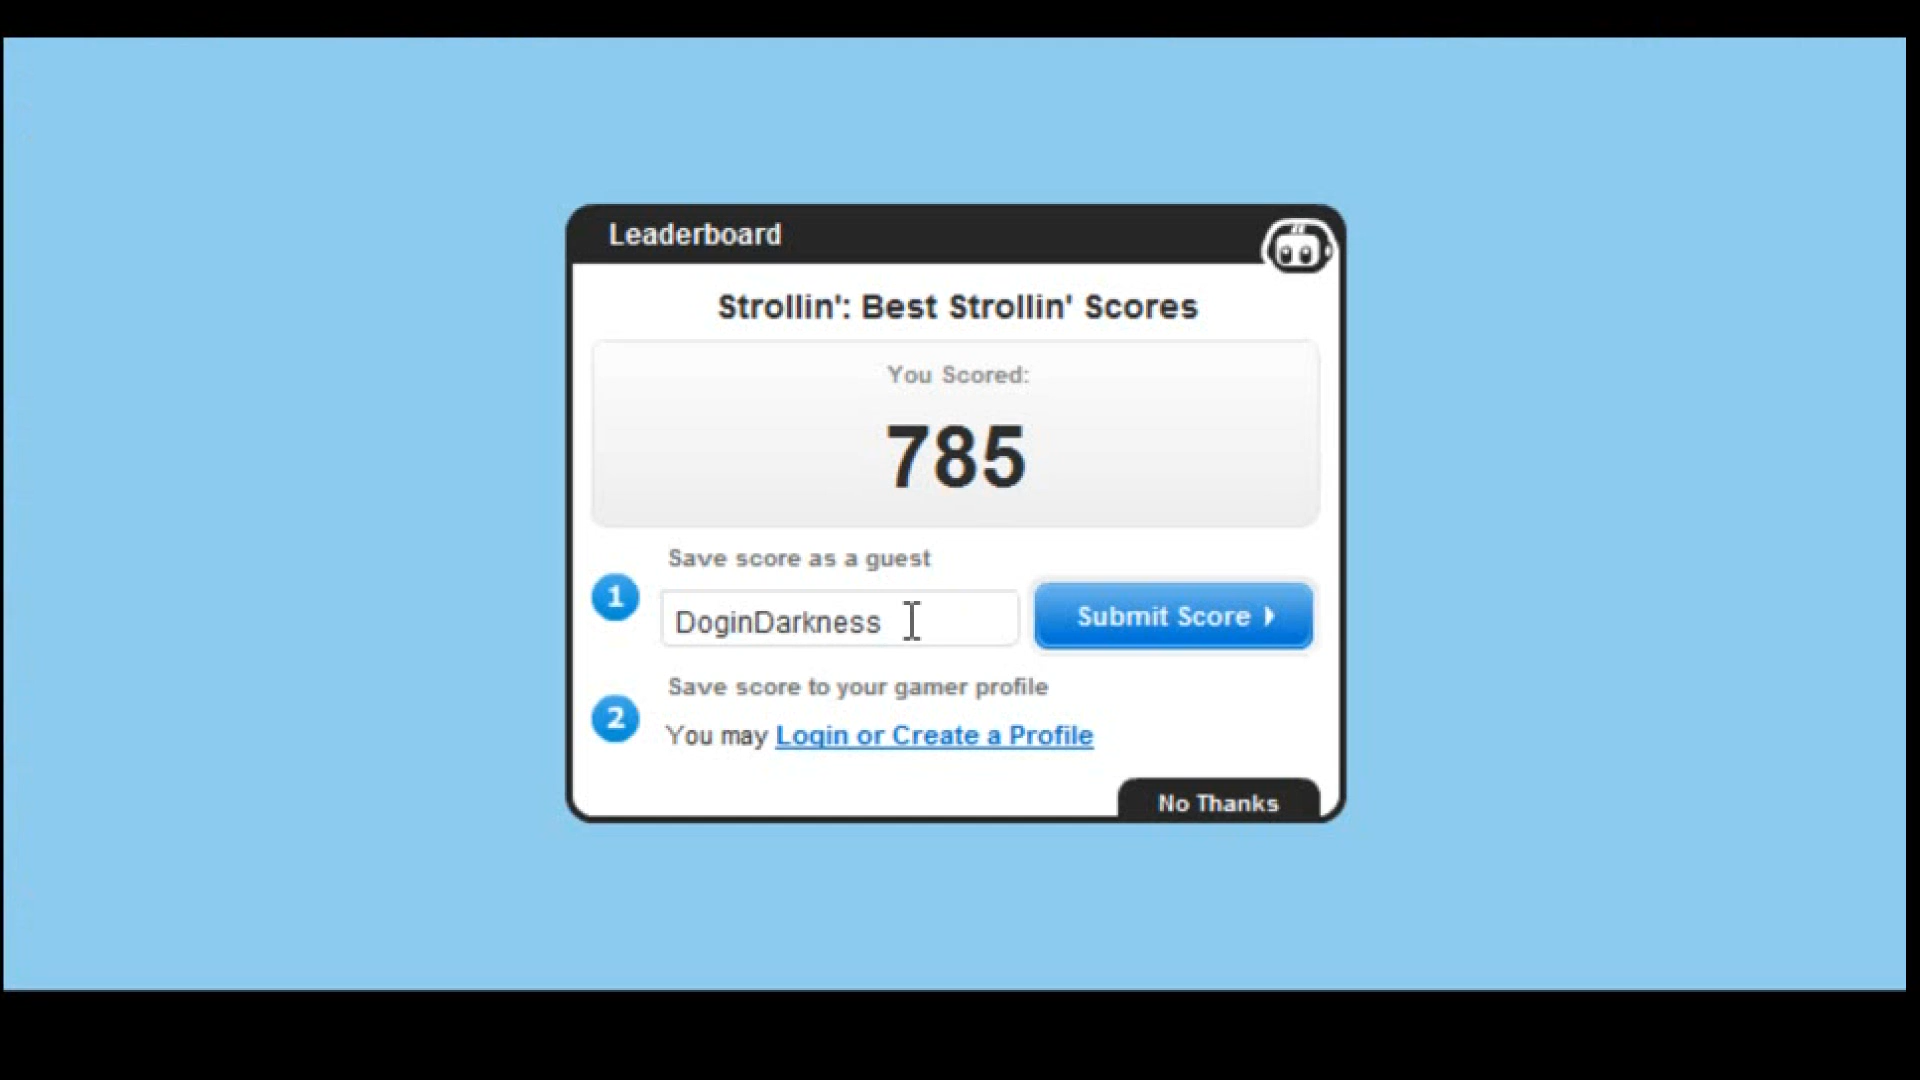 Leaderboard
Strollin': Best Strollin' Scores
You Scored:
785
Save score as a guest
1
DoginDarkness
Submit Score
Save score to your gamer profile
2
You may Login or Create a Profile
No Thanks